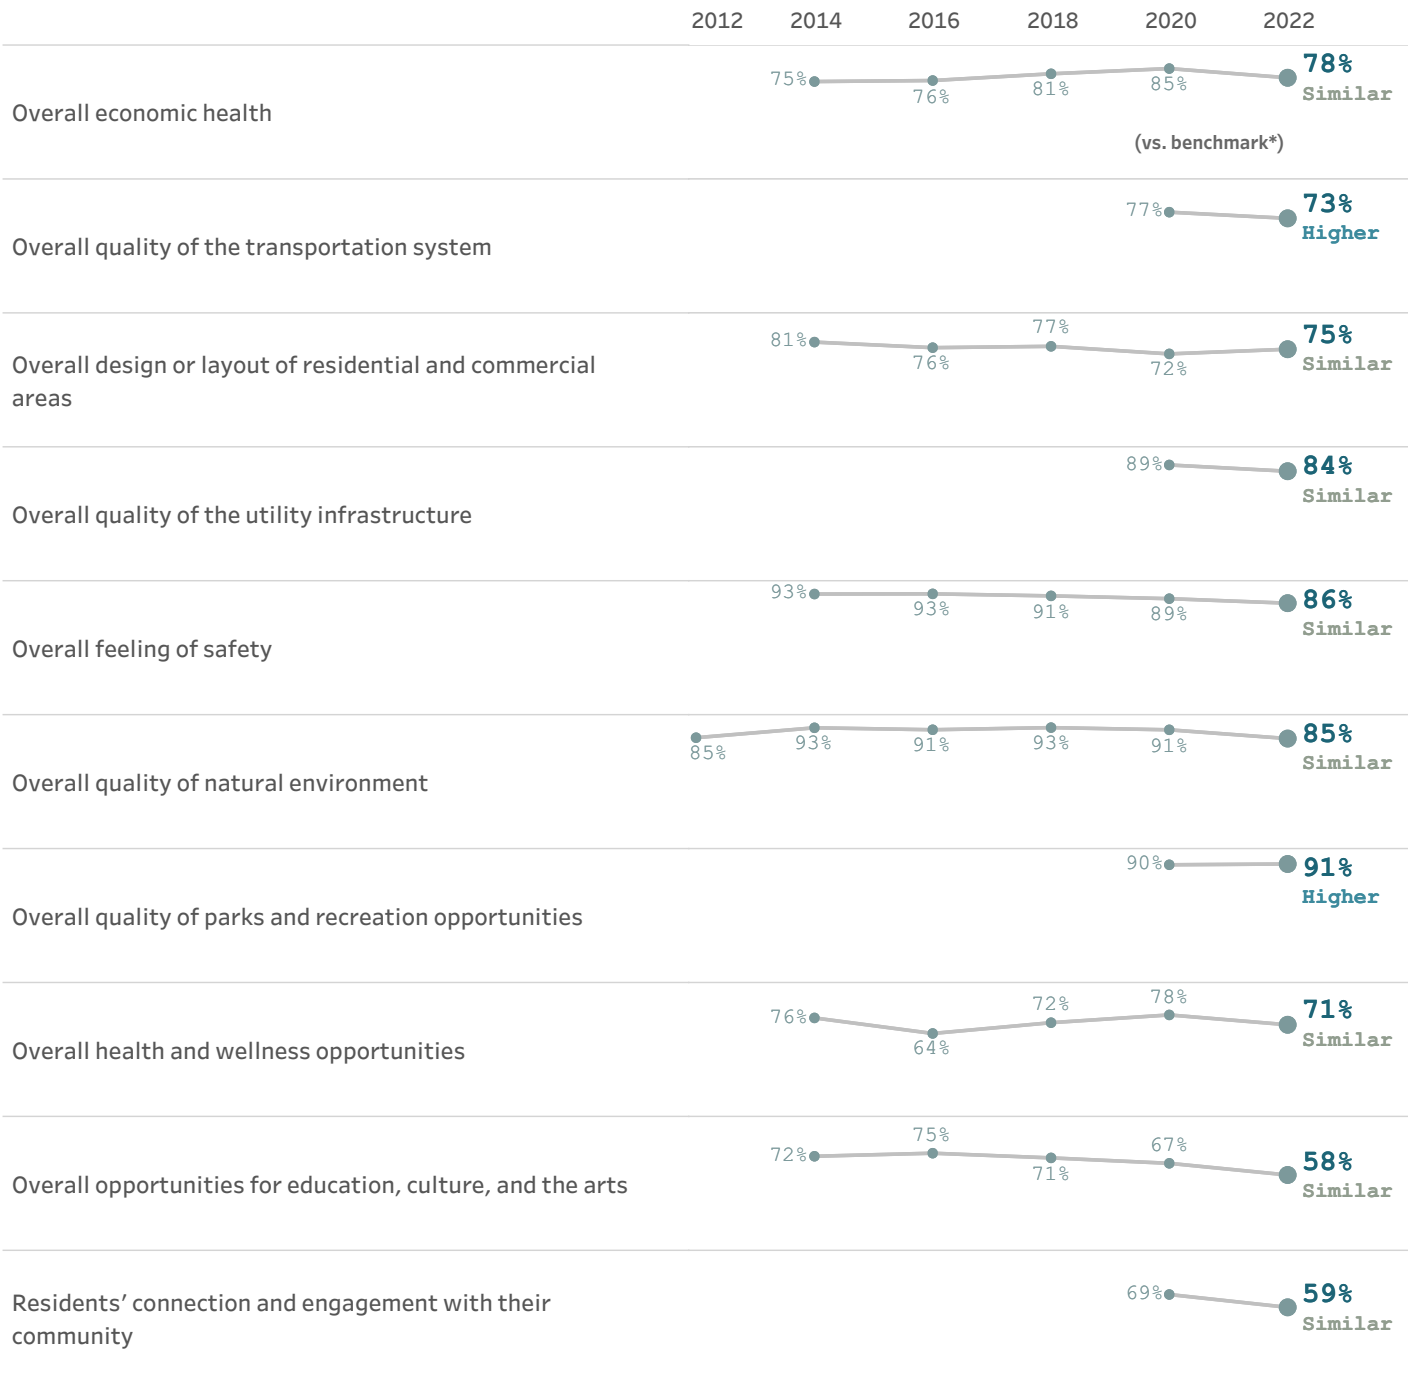 2012 2014 2016 2018 2020 2022
Overall economic health
75% 76% 81% 85% 78%
Similar
(vs. benchmark*)
Overall quality of the transportation system
77% 73%
Higher
Overall design or layout of residential and commercial
areas
81% 76% 77% 72% 75%
Similar
Overall quality of the utility infrastructure
89% 84%
Similar
Overall feeling of safety
93% 93% 91% 89% 86%
Similar
Overall quality of natural environment
85% 93% 91% 93% 91% 85%
Similar
Overall quality of parks and recreation opportunities
90% 91%
Higher
Overall health and wellness opportunities
76% 64% 72% 78% 71%
Similar
Overall opportunities for education, culture, and the arts
72% 75% 71% 67% 58%
Similar
Residents’ connection and engagement with their
community
69% 59%
Similar